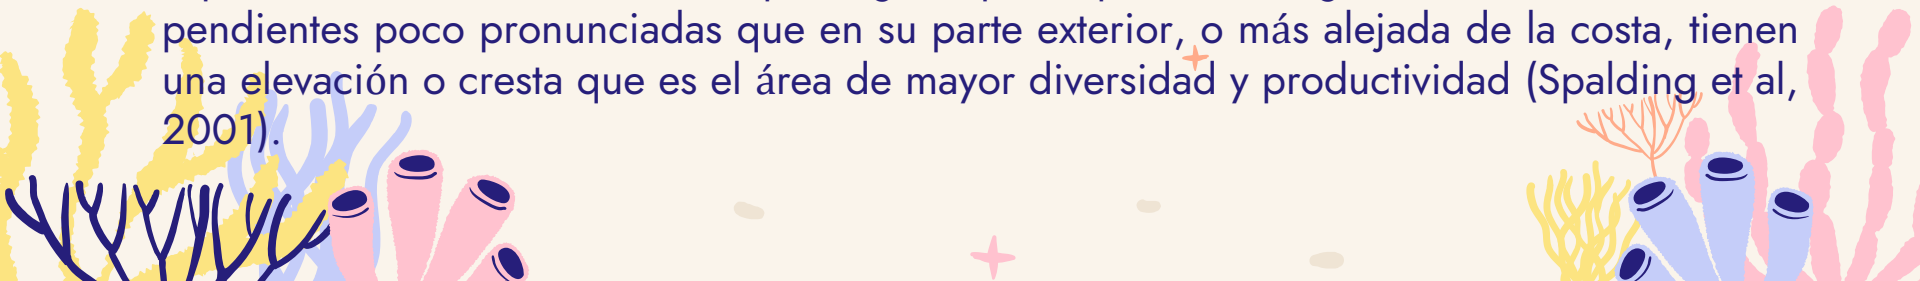 pendientes poco pronunciadas que en su parte exterior, o más alejada de la costa, tienen
una elevación o cresta que es el área de mayor diversidad y productividad (Spalding et al,
2001).